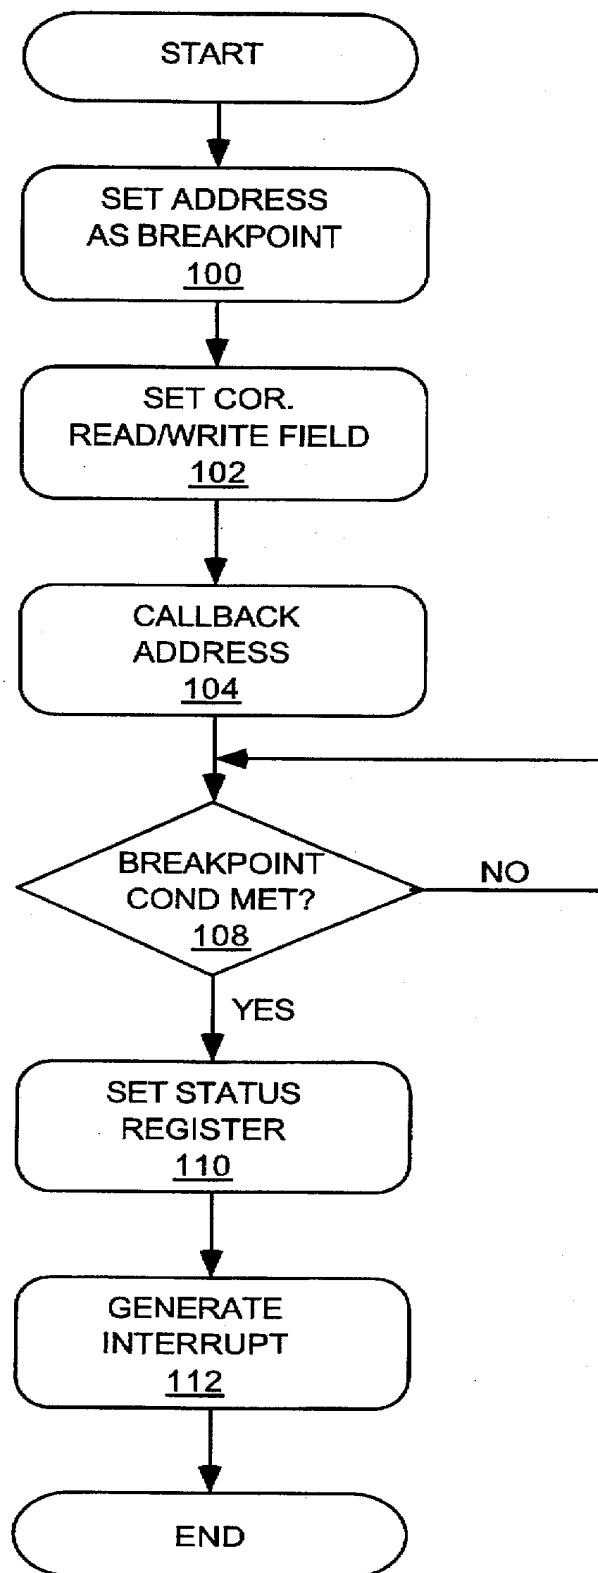 START
SET ADDRESS
AS BREAKPOINT
100
SET COR.
READ/WRITE FIELD
102
CALLBACK
ADDRESS
104
BREAKPOINT
COND MET?
108
NO
YES
SET STATUS
REGISTER
110
GENERATE
INTERRUPT
112
END